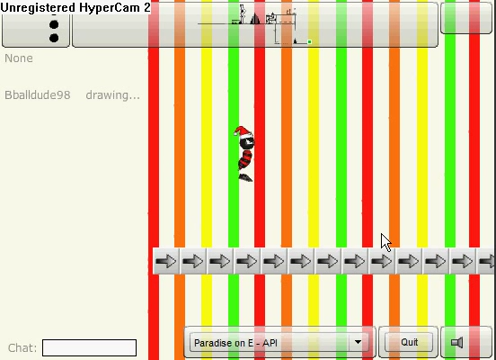 Unregistered HyperCam 2
None
Bballdude98 drawing...
Paradise on E - API
Quit
Chat: